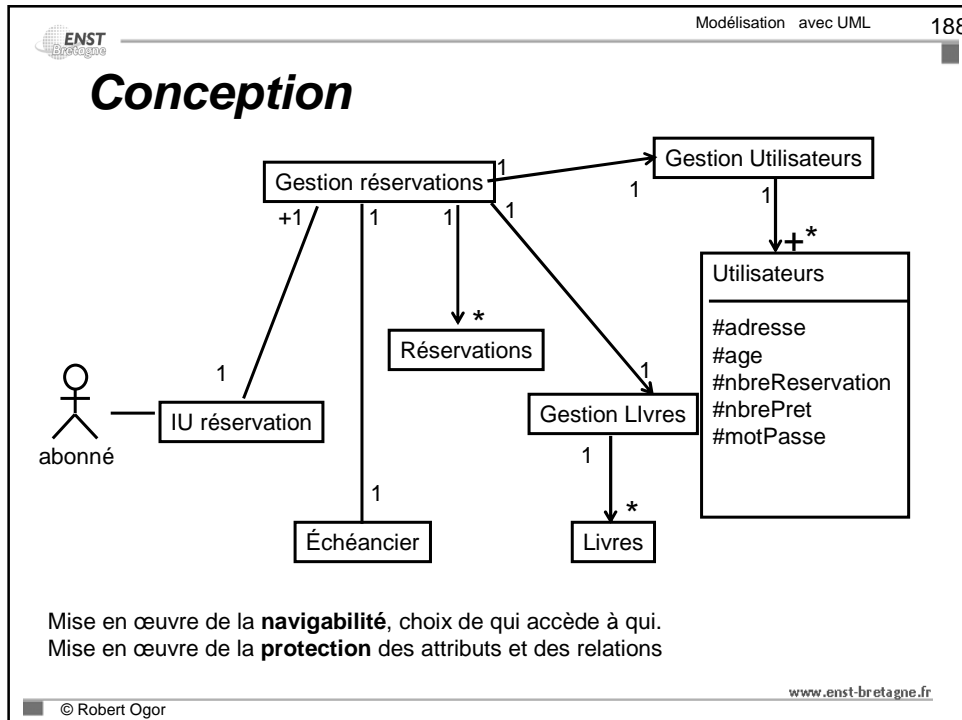 Modélisation avec UML
188
ENST
Bretagne
Conception
Gestion Utilisateurs
Gestion réservations
1
1
1
+1
1
1
1
+*
Utilisateurs
#adresse
#age
#nbreReservation
#nbrePret
#motPasse
*
Réservations
1
1
Gestion LIvres
IU réservation
abonné
1
1
*
Échéancier
Livres
Mise en œuvre de la navigabilité, choix de qui accède à qui.
Mise en œuvre de la protection des attributs et des relations
www.enst-bretagne.fr
© Robert Ogor